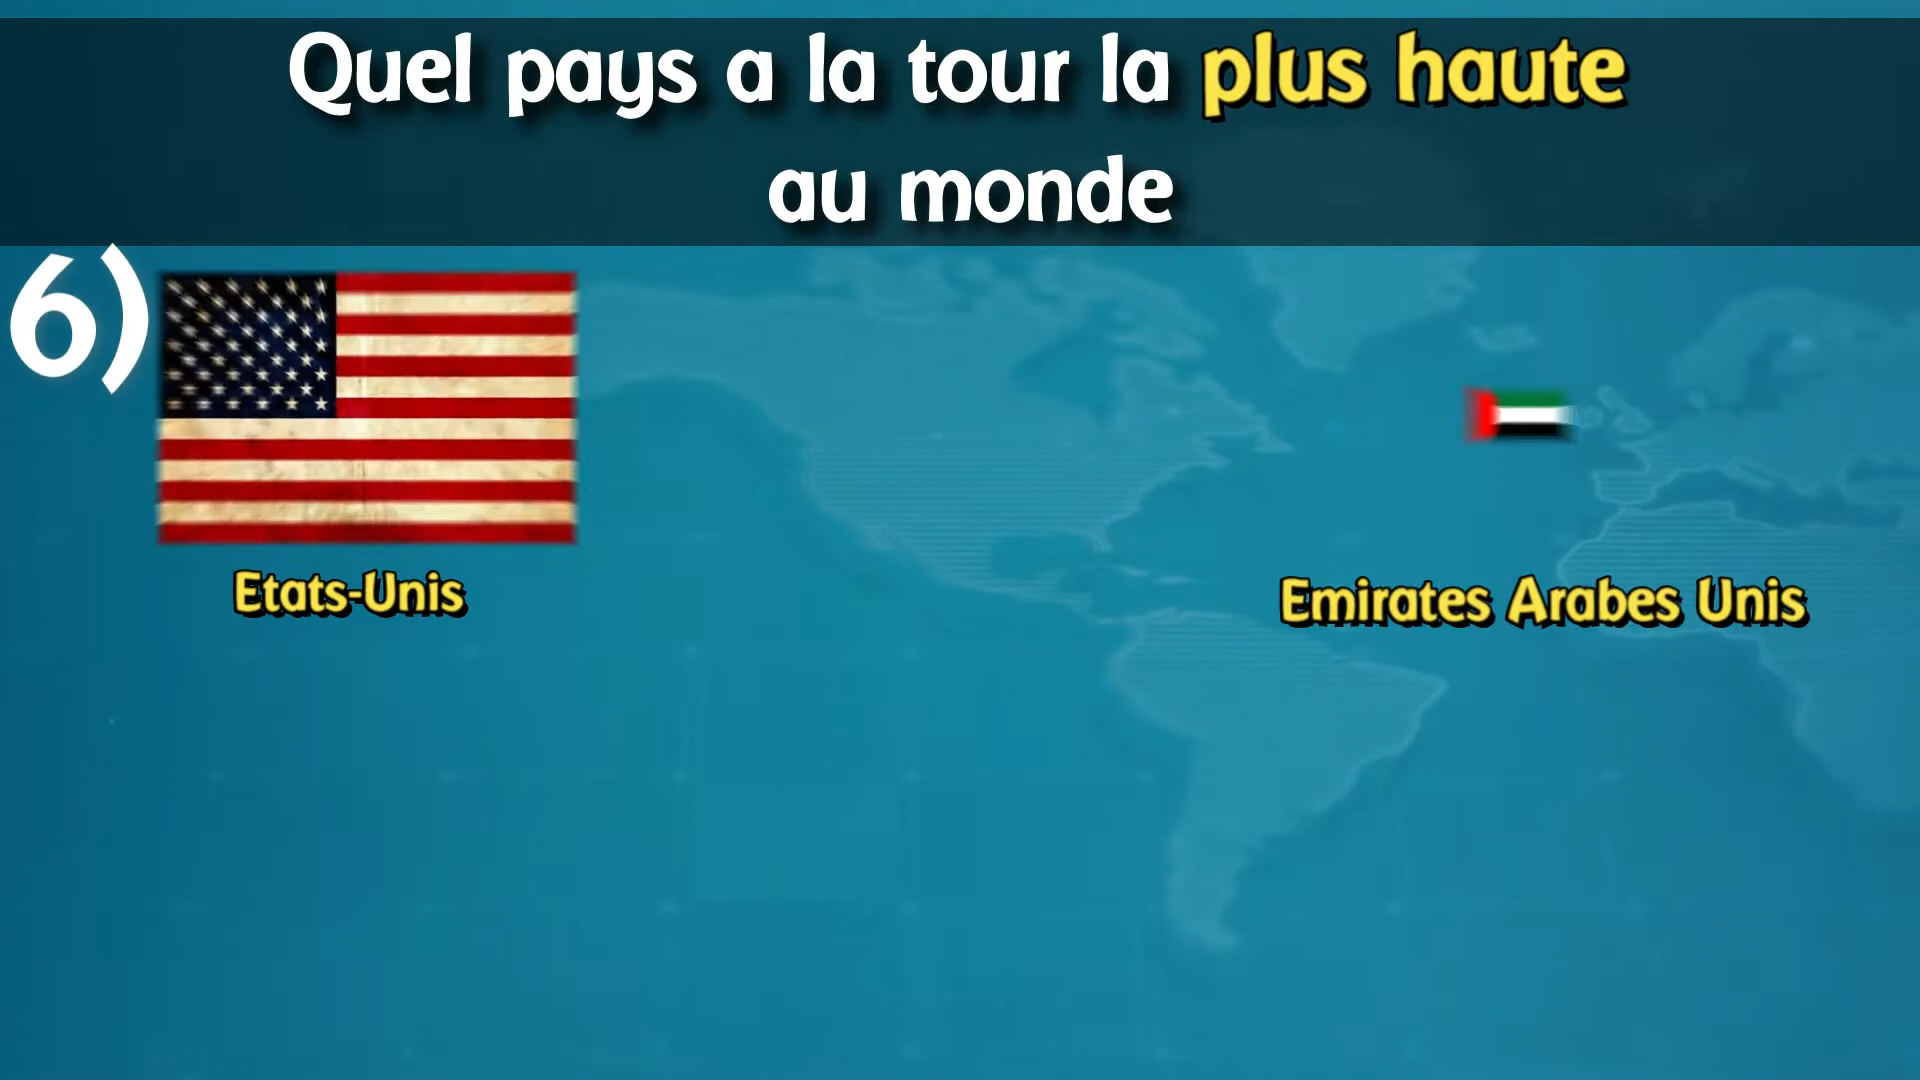 Quel pays a la tour la plus haute
au monde
6)
Etats-Unis
Emirates Arabes Unis